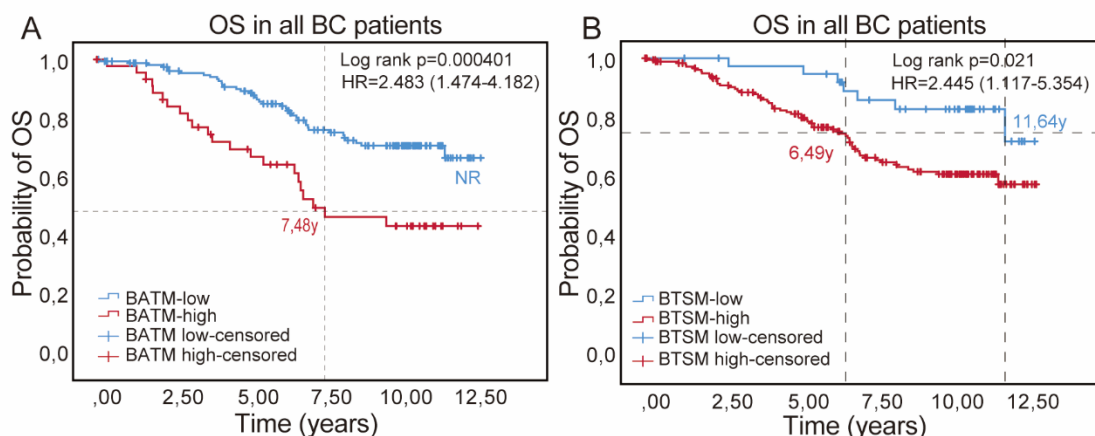 A
OS in all BC patients
Log rank p=0.000401
HR=2.483 (1.474-4.182)
Probability of OS
1,0
0,8
0,6
0,4
0,2
0,0
NR
7,48y
BATM-low
BATM-high
BATM low-censored
BATM high-censored
,00 2,50 5,00 7,50 10,00 12,50
Time (years)
B
OS in all BC patients
Log rank p=0.021
HR=2.445 (1.117-5.354)
Probability of OS
1,0
0,8
0,6
0,4
0,2
0,0
11,64y
6,49y
BTSM-low
BTSM-high
BTSM low-censored
BTSM high-censored
,00 2,50 5,00 7,50 10,00 12,50
Time (years)